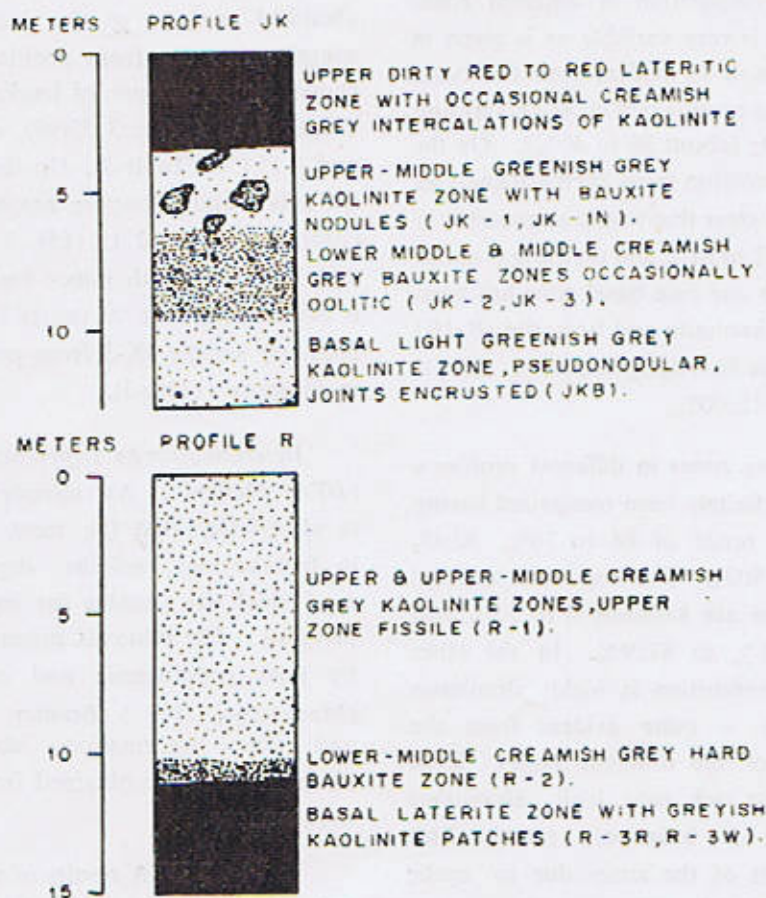 METERS PROFILE JK
0
UPPER DIRTY RED TO RED LATERITIC
ZONE WITH OCCASIONAL CREAMISH
GREY INTERCALATIONS OF KAOLINITE
5
UPPER-MIDDLE GREENISH GREY
KAOLINITE ZONE WITH BAUXITE
NODULES (JK-1, JK-1N).
LOWER MIDDLE & MIDDLE CREAMISH
GREY BAUXITE ZONES OCCASIONALLY
OOLITIC (JK-2, JK-3).
10
BASAL LIGHT GREENISH GREY
KAOLINITE ZONE, PSEUDONODULAR,
JOINTS ENCRUSTED (JKB).
METERS PROFILE R
0
UPPER & UPPER-MIDDLE CREAMISH
5
GREY KAOLINITE ZONES, UPPER
ZONE FISSILE (R-1).
10
LOWER-MIDDLE CREAMISH GREY HARD
BAUXITE ZONE (R-2).
BASAL LATERITE ZONE WITH GREYISH
KAOLINITE PATCHES (R-3R, R-3W).
15